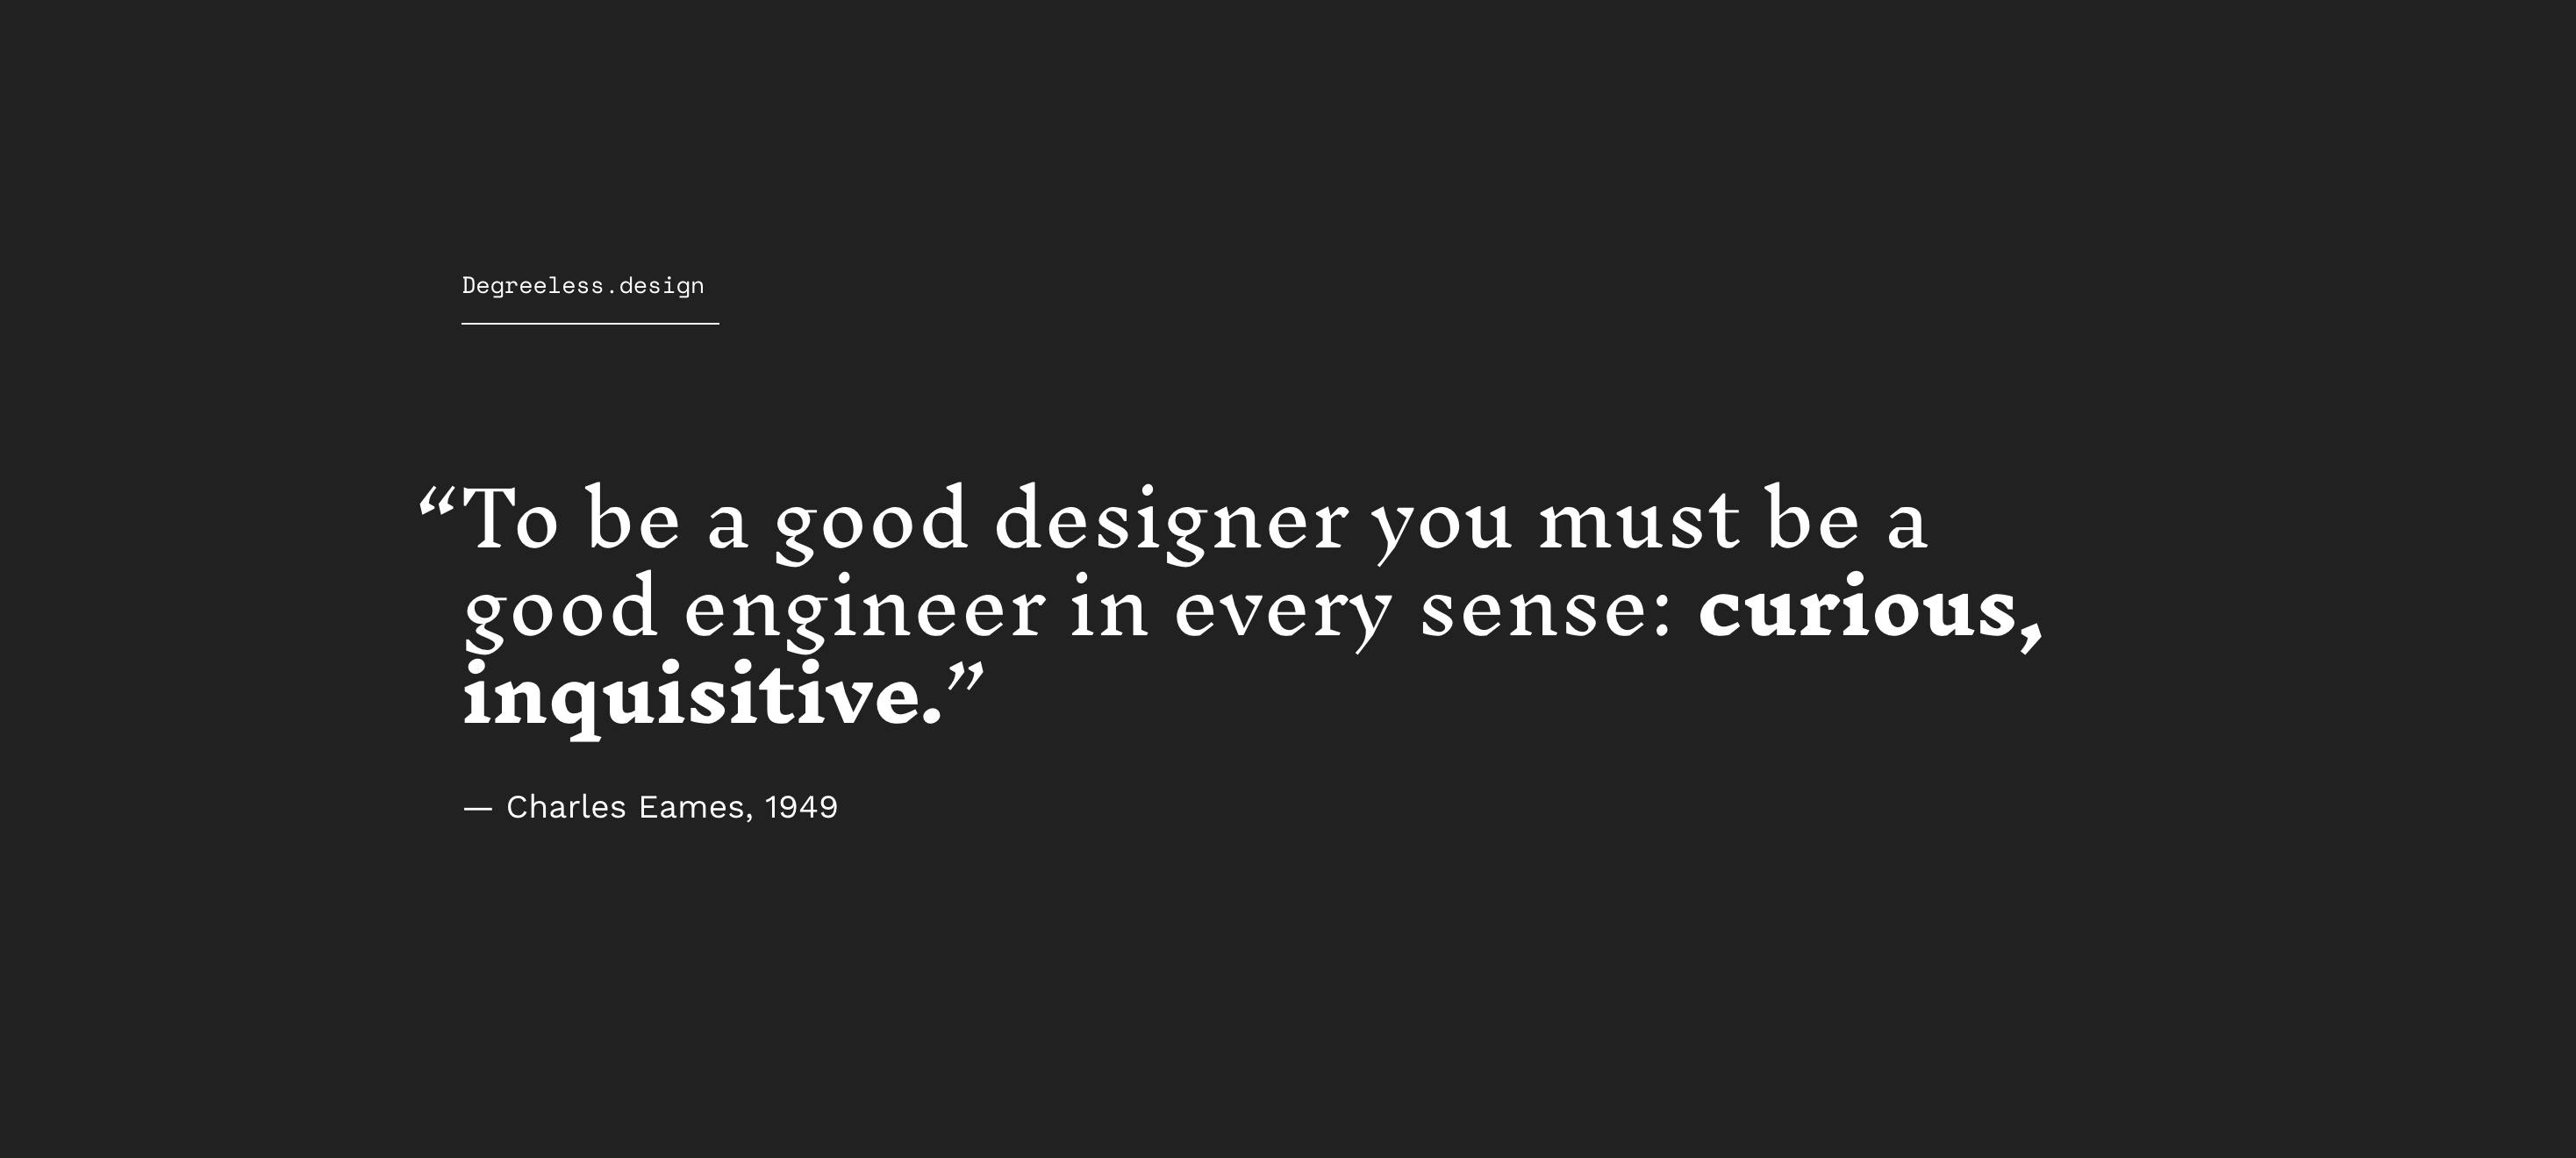 Degreeless.design
“To be a good designer you must be a
good engineer in every sense: curious,
inquisitive.”
— Charles Eames, 1949